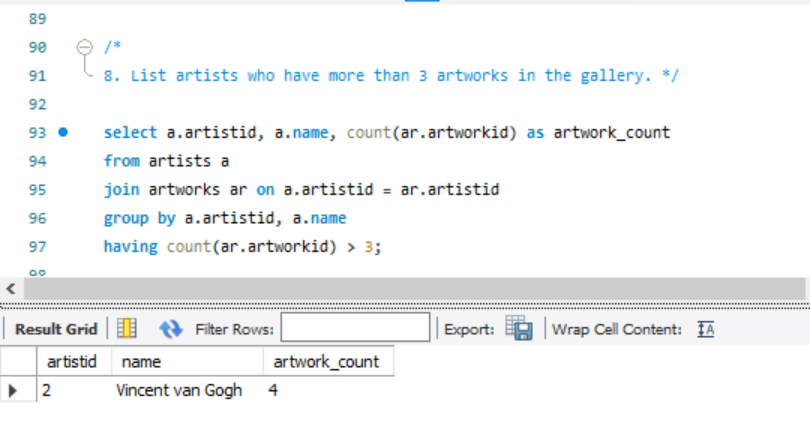 89
90 /*
91 8. List artists who have more than 3 artworks in the gallery. */
92
93 select a.artistid, a.name, count(ar.artworkid) as artwork_count
94 from artists a
95 join artworks ar on a.artistid = ar.artistid
96 group by a.artistid, a.name
97 having count(ar.artworkid) > 3;
98
Result Grid Filter Rows: Export: Wrap Cell Content: IA
artistid name artwork_count
2 Vincent van Gogh 4